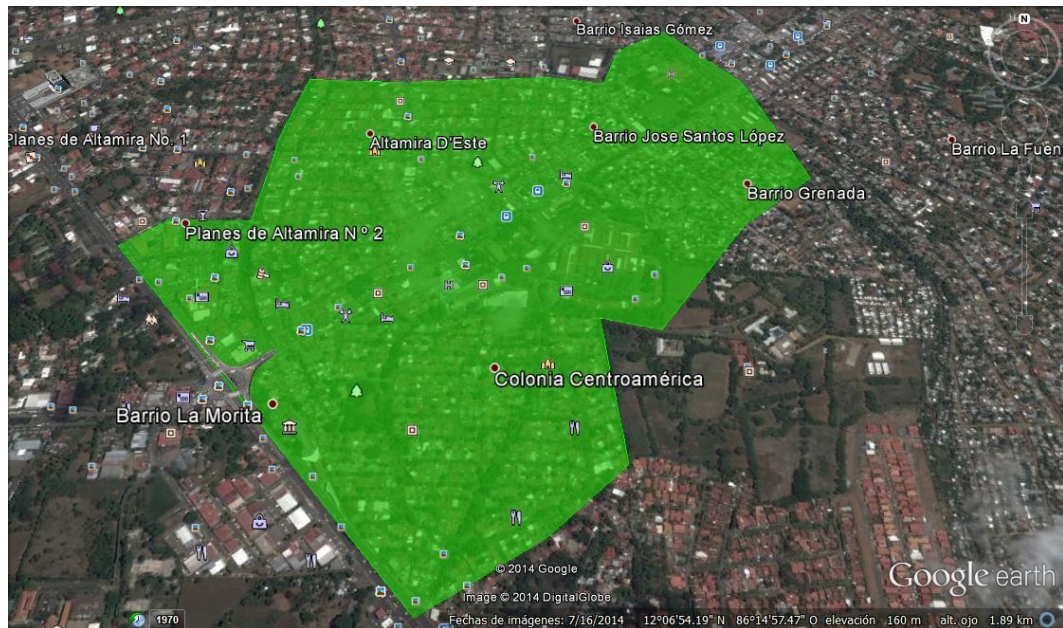 Barrio Isaias Gómez
Planes de Altamira No. 1
Altamira D'Este
Barrio Jose Santos López
Barrio La Fuen
Barrio Grenada
Planes de Altamira N º 2
Colonia Centroamérica
Barrio La Morita
© 2014 Google
Image © 2014 DigitalGlobe
Google earth
1970
Fechas de imágenes: 7/16/2014 12°06'54.19" N 86°14'57.47" O elevación 160 m alt. ojo 1.89 km
N